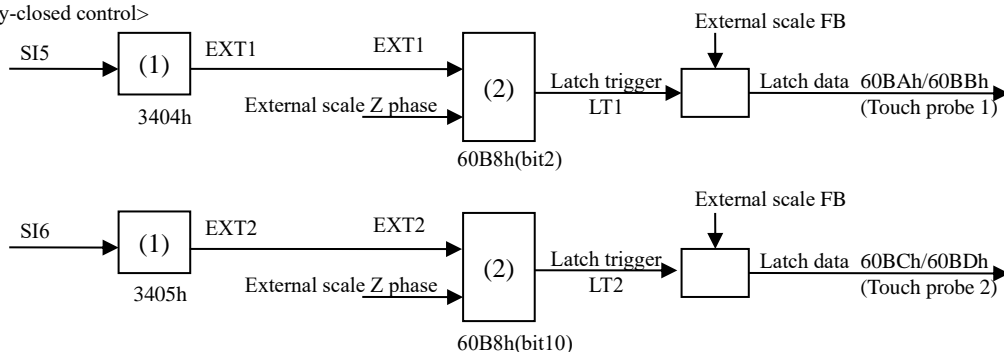 y-closed control>
External scale FB
SI5
(1)
EXT1
EXT1
(2)
Latch trigger
Latch data 60BAh/60BBh
External scale Z phase
LT1
(Touch probe 1)
3404h
60B8h(bit2)
External scale FB
SI6
(1)
EXT2
EXT2
(2)
Latch trigger
Latch data 60BCh/60BDh
External scale Z phase
LT2
(Touch probe 2)
3405h
60B8h(bit10)